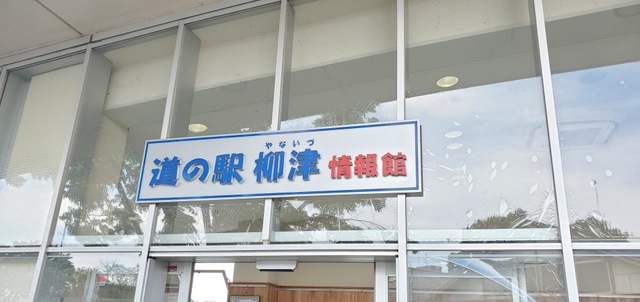 やないづ
道の駅 柳津 情報館